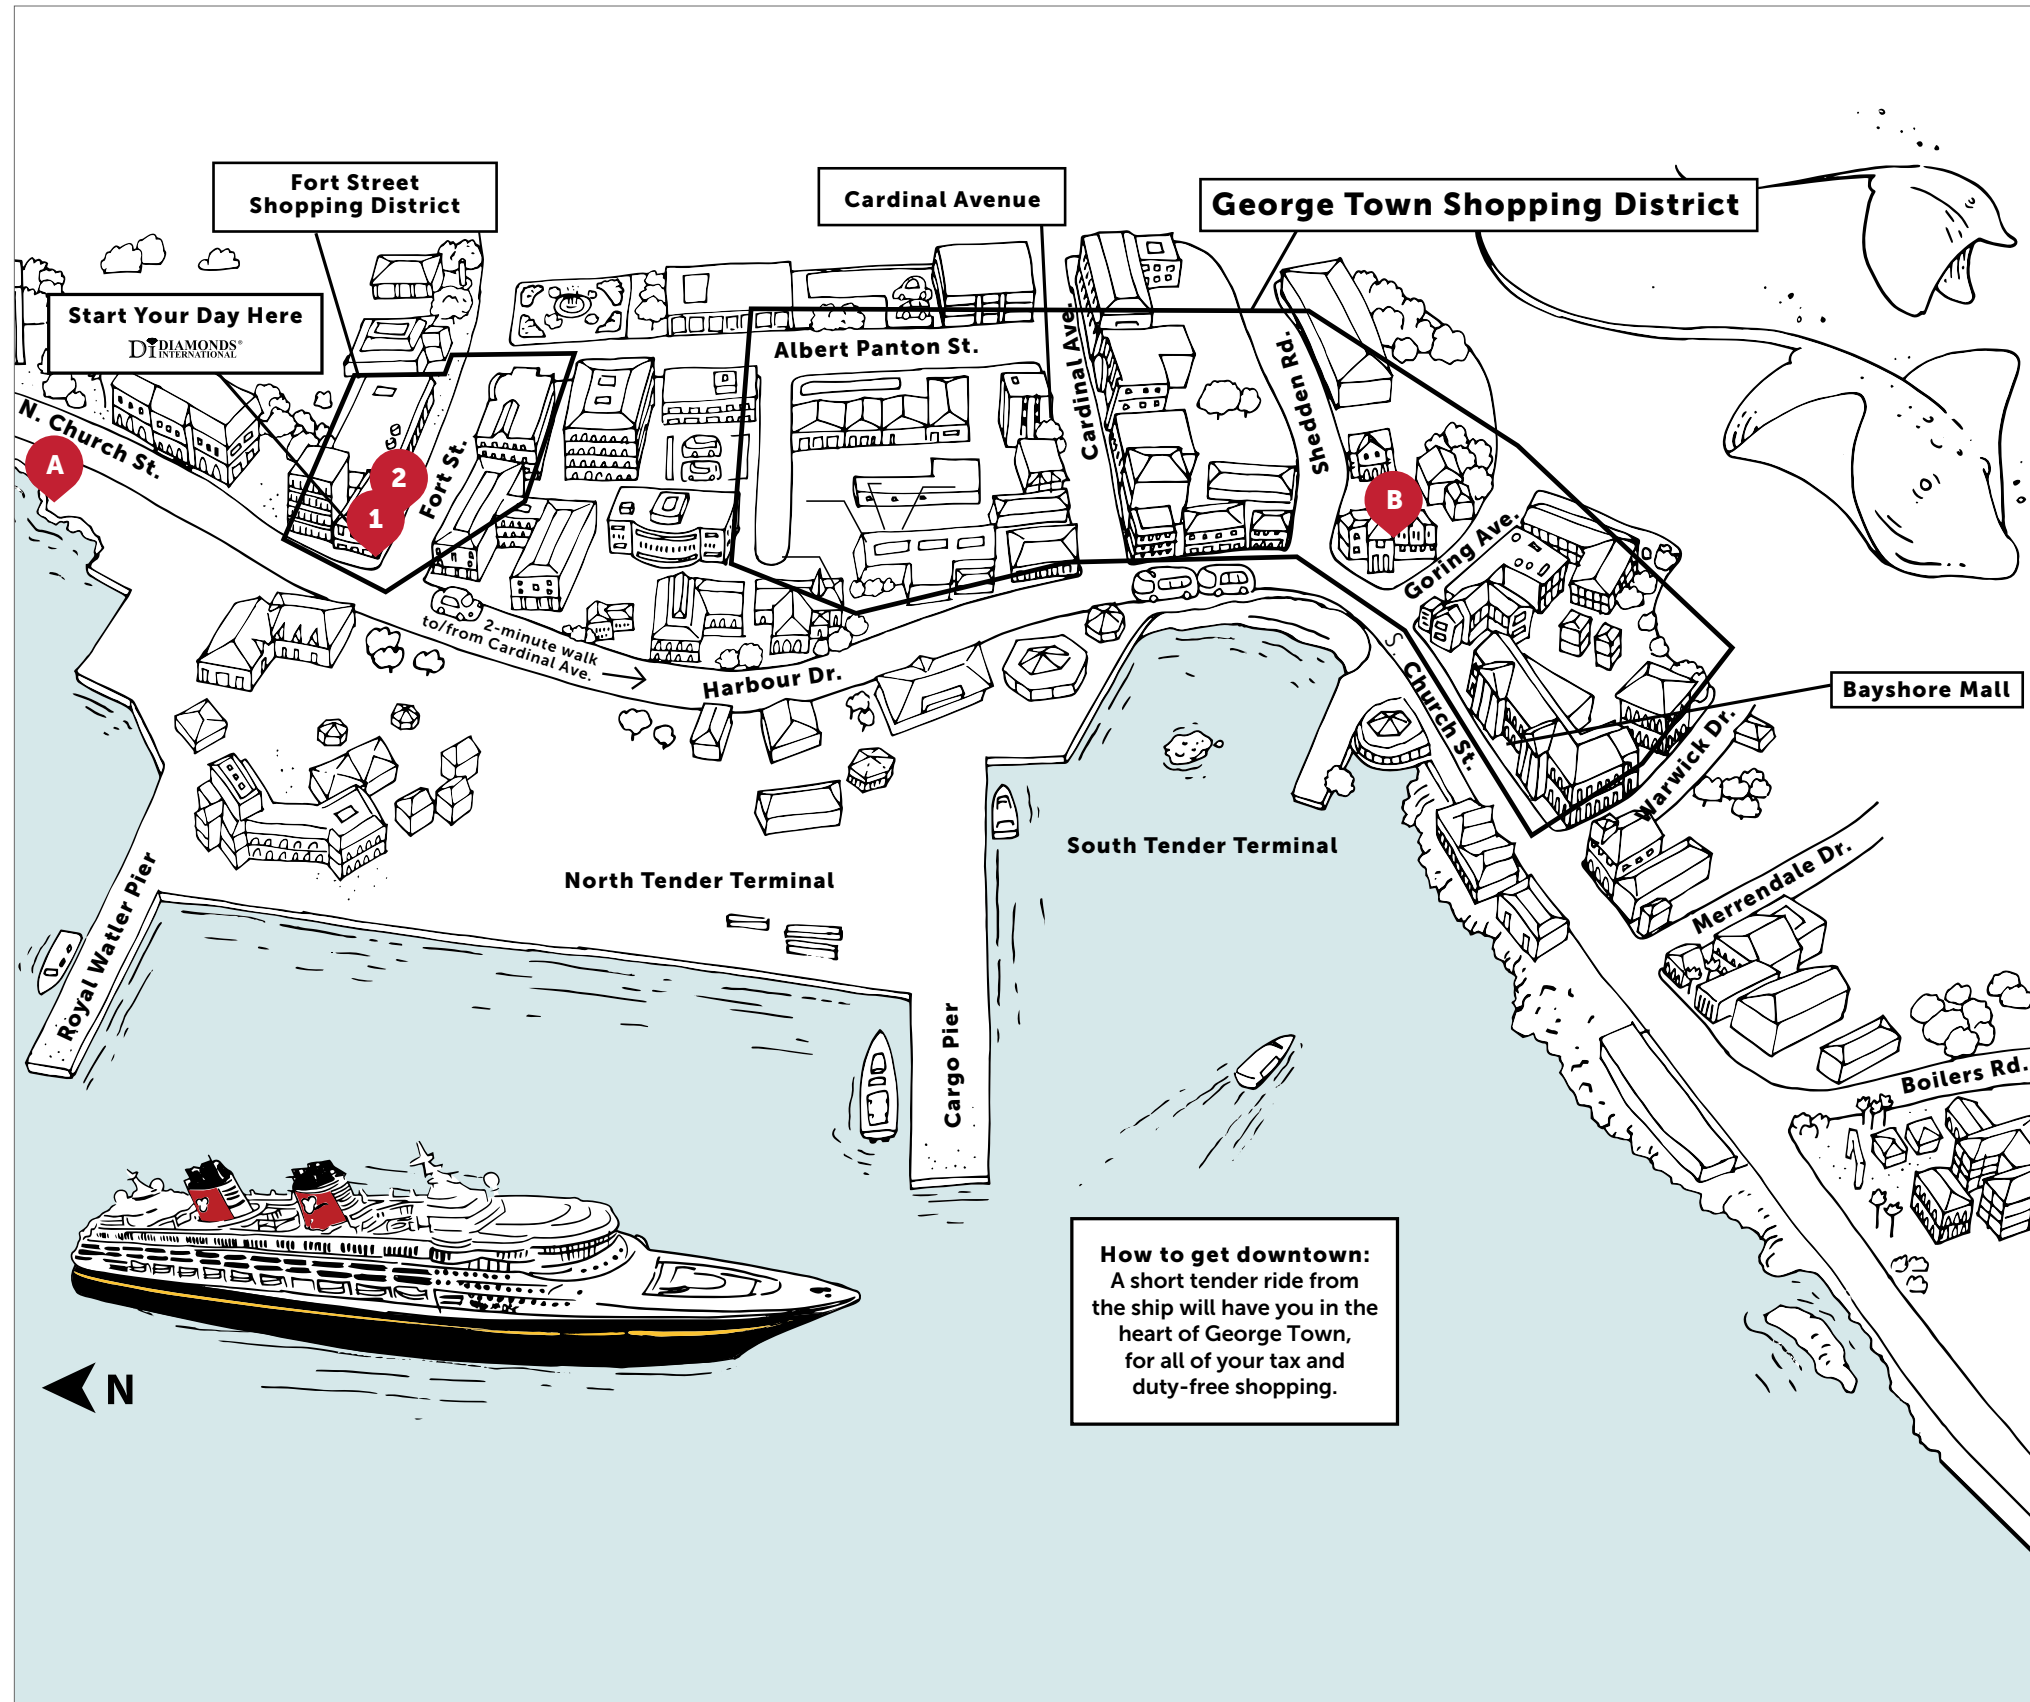 Fort Street
Shopping District
Cardinal Avenue
George Town Shopping District
Start Your Day Here
DI DIAMONDS®
INTERNATIONAL
Albert Panton St.
Cardinal Ave.
Shedden Rd.
N. Church St.
A
2
1
Fort St.
B
Goring Ave.
2-minute walk
to/from Cardinal Ave.
Harbour Dr.
S. Church St.
Bayshore Mall
Warwick Dr.
South Tender Terminal
North Tender Terminal
Merrendale Dr.
Royal Watler Pier
Cargo Pier
Boilers Rd.
How to get downtown:
A short tender ride from
the ship will have you in the
heart of George Town,
for all of your tax and
duty-free shopping.
N